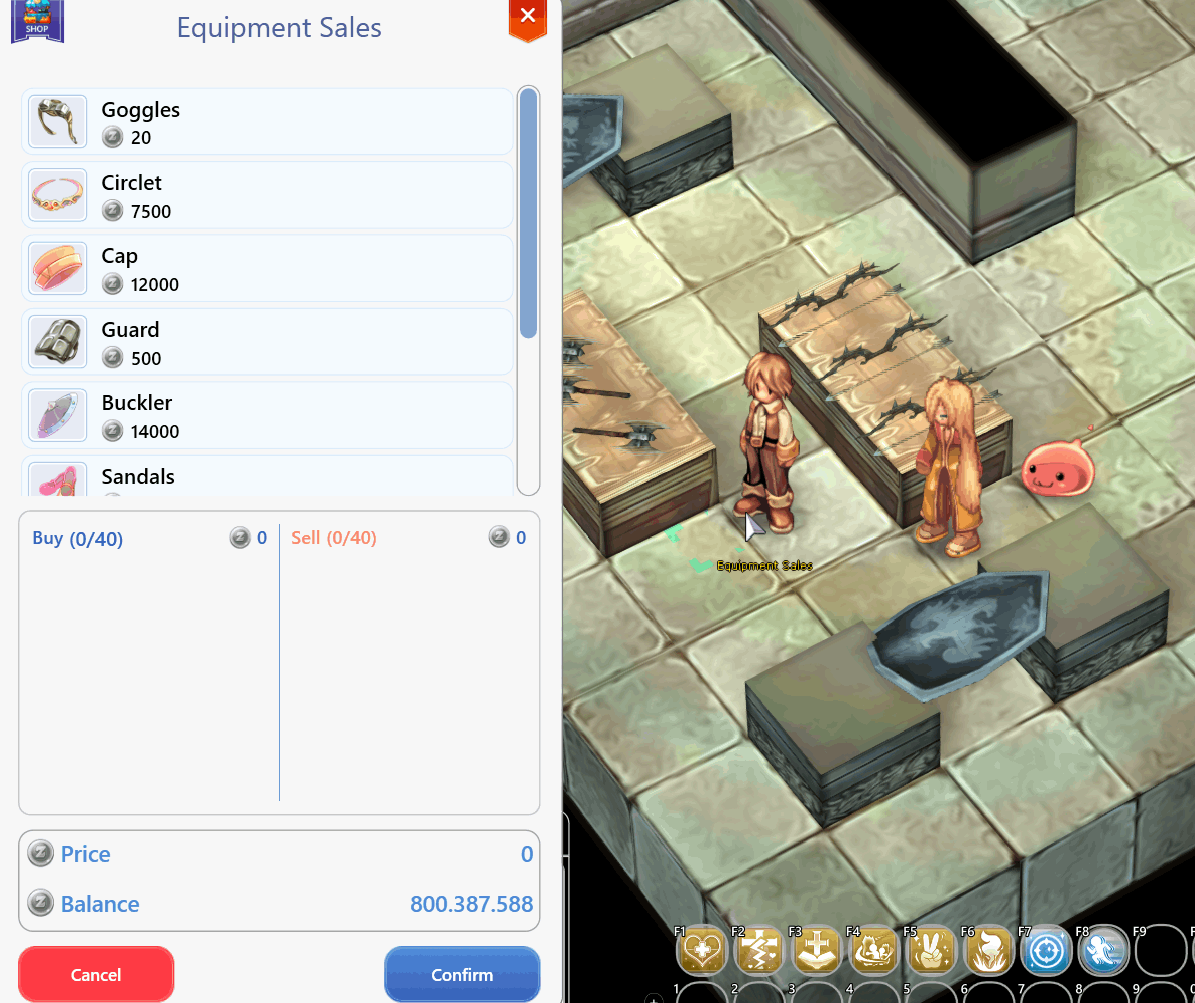 SHOP
Equipment Sales
Goggles
20
Circlet
7500
Cap
12000
Guard
500
Buckler
14000
Sandals
Buy (0/40)
0
Sell (0/40)
0
Price
0
Balance
800.387.588
Cancel
Confirm
Equipment Sales
F1 F2 F3 F4 F5 F6 F7 F8 F9
1 2 3 4 5 6 7 8 9